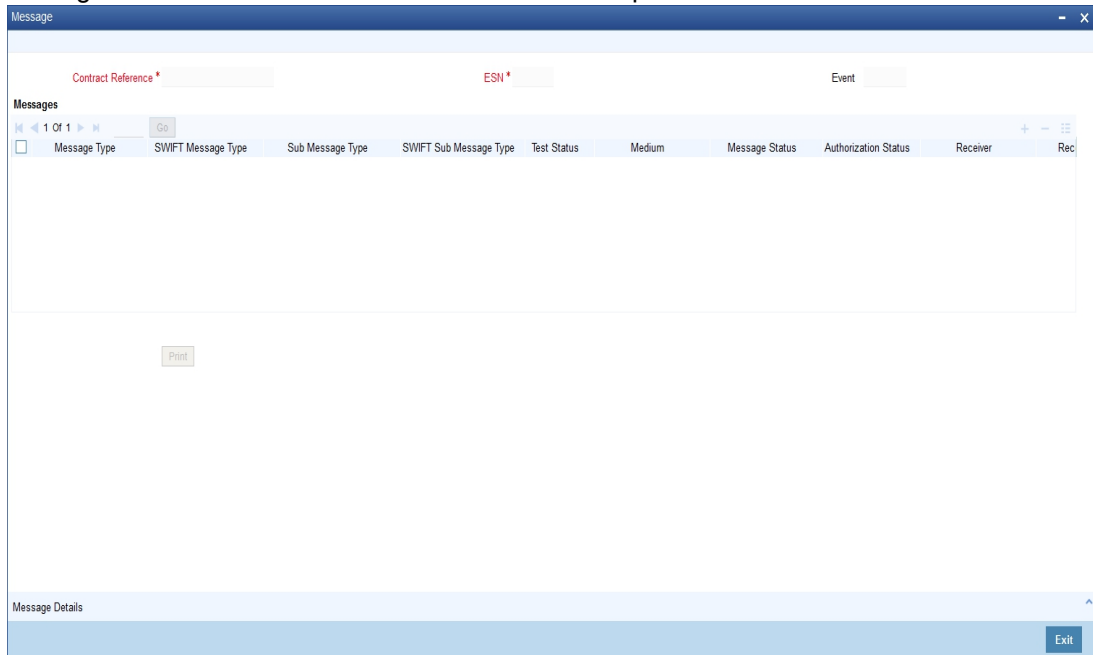 Message - x
Contract Reference * ESN * Event
Messages
1 Of 1 Go + -
Message Type SWIFT Message Type Sub Message Type SWIFT Sub Message Type Test Status Medium Message Status Authorization Status Receiver Rec
Print
Message Details
Exit